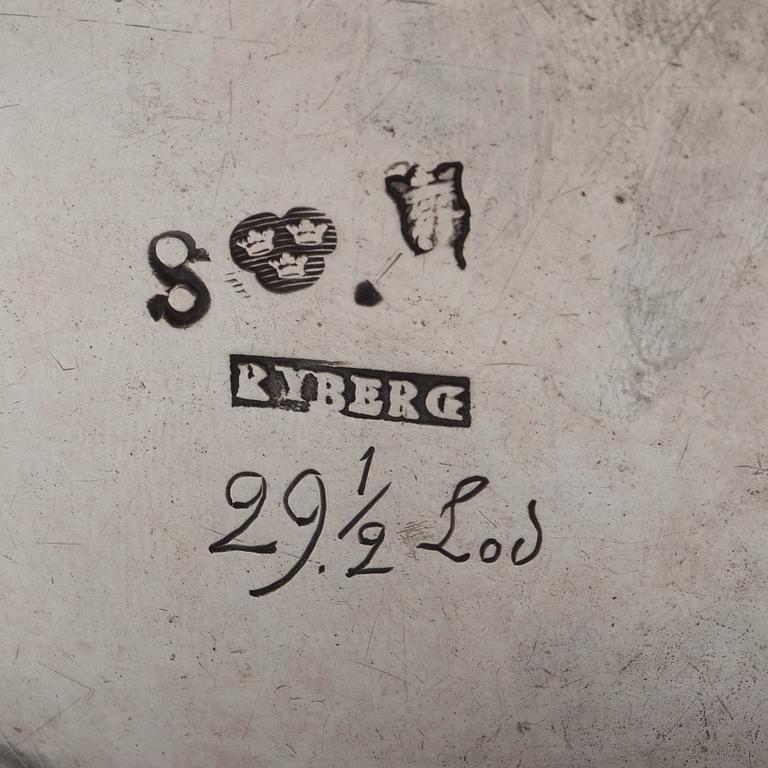 S
RYBERG
29. 1/2 Lod